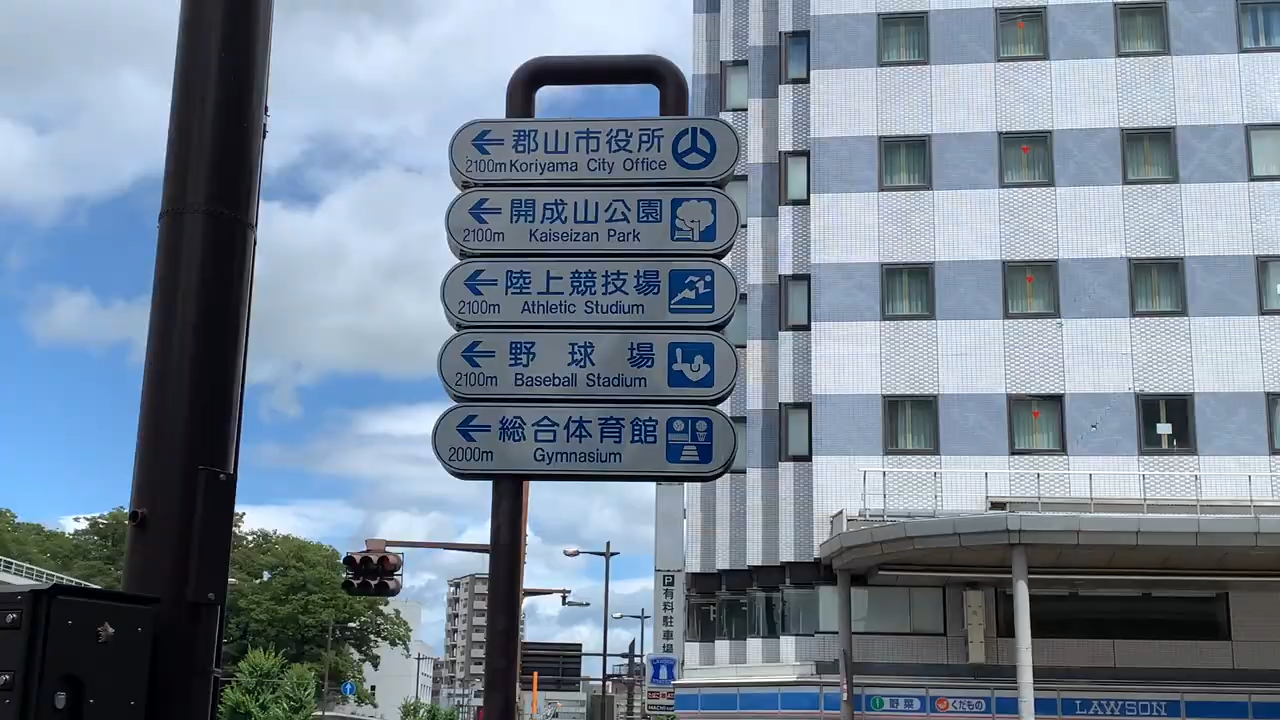 郡山市役所
2100m Koriyama City Office
開成山公園
2100m Kaiseizan Park
陸上競技場
2100m Athletic Studium
野球場
2100m Baseball Stadium
総合体育館
2000m Gymnasium
P有料駐車場
LAWSON
野菜
くだもの
LAWSON